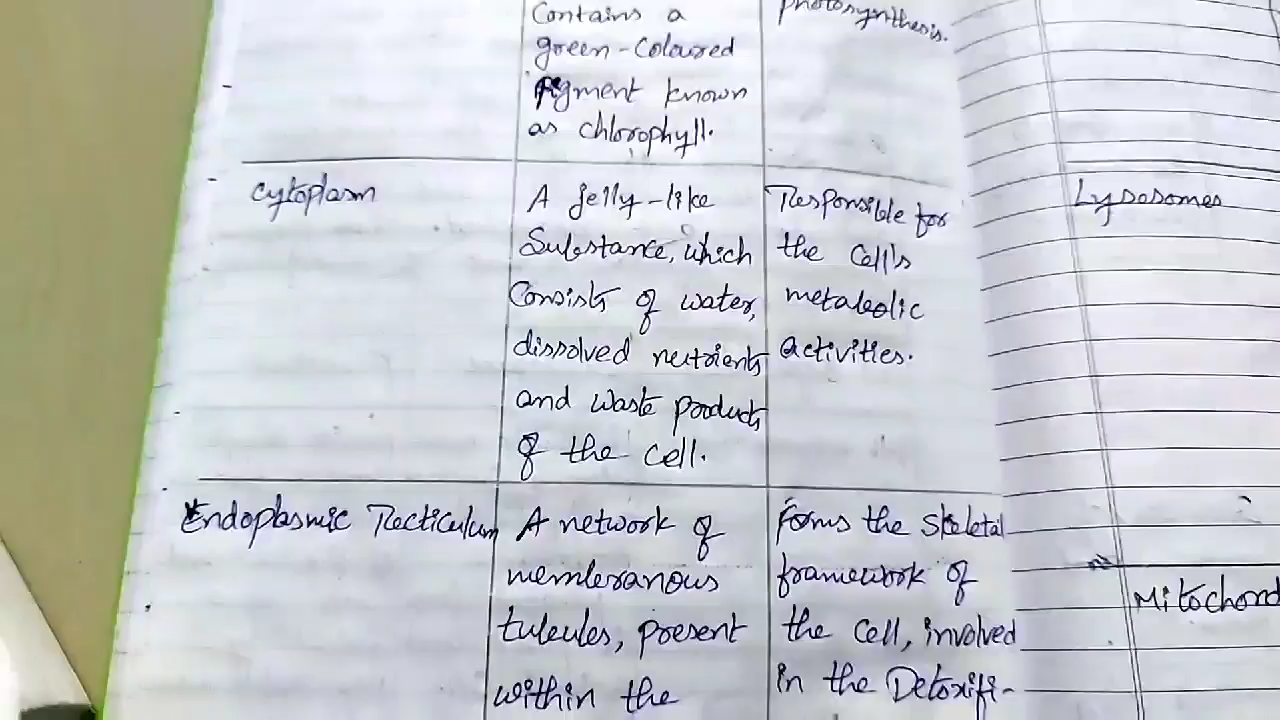 Contains a
green-coloured
pigment known
as chlorophyll.
photosynthesis.
Cytoplasm
A jelly-like
Substance, which
Consists of water,
dissolved nutrients
and waste products
of the cell.
Responsible for
the Cell's
metabolic
activities.
Endoplasmic Recticulum
A network of
membranous
tubules, present
within the
forms the skeletal
framework of
the cell, involved
in the Detoxifi-
Lysosomes
Mitochond